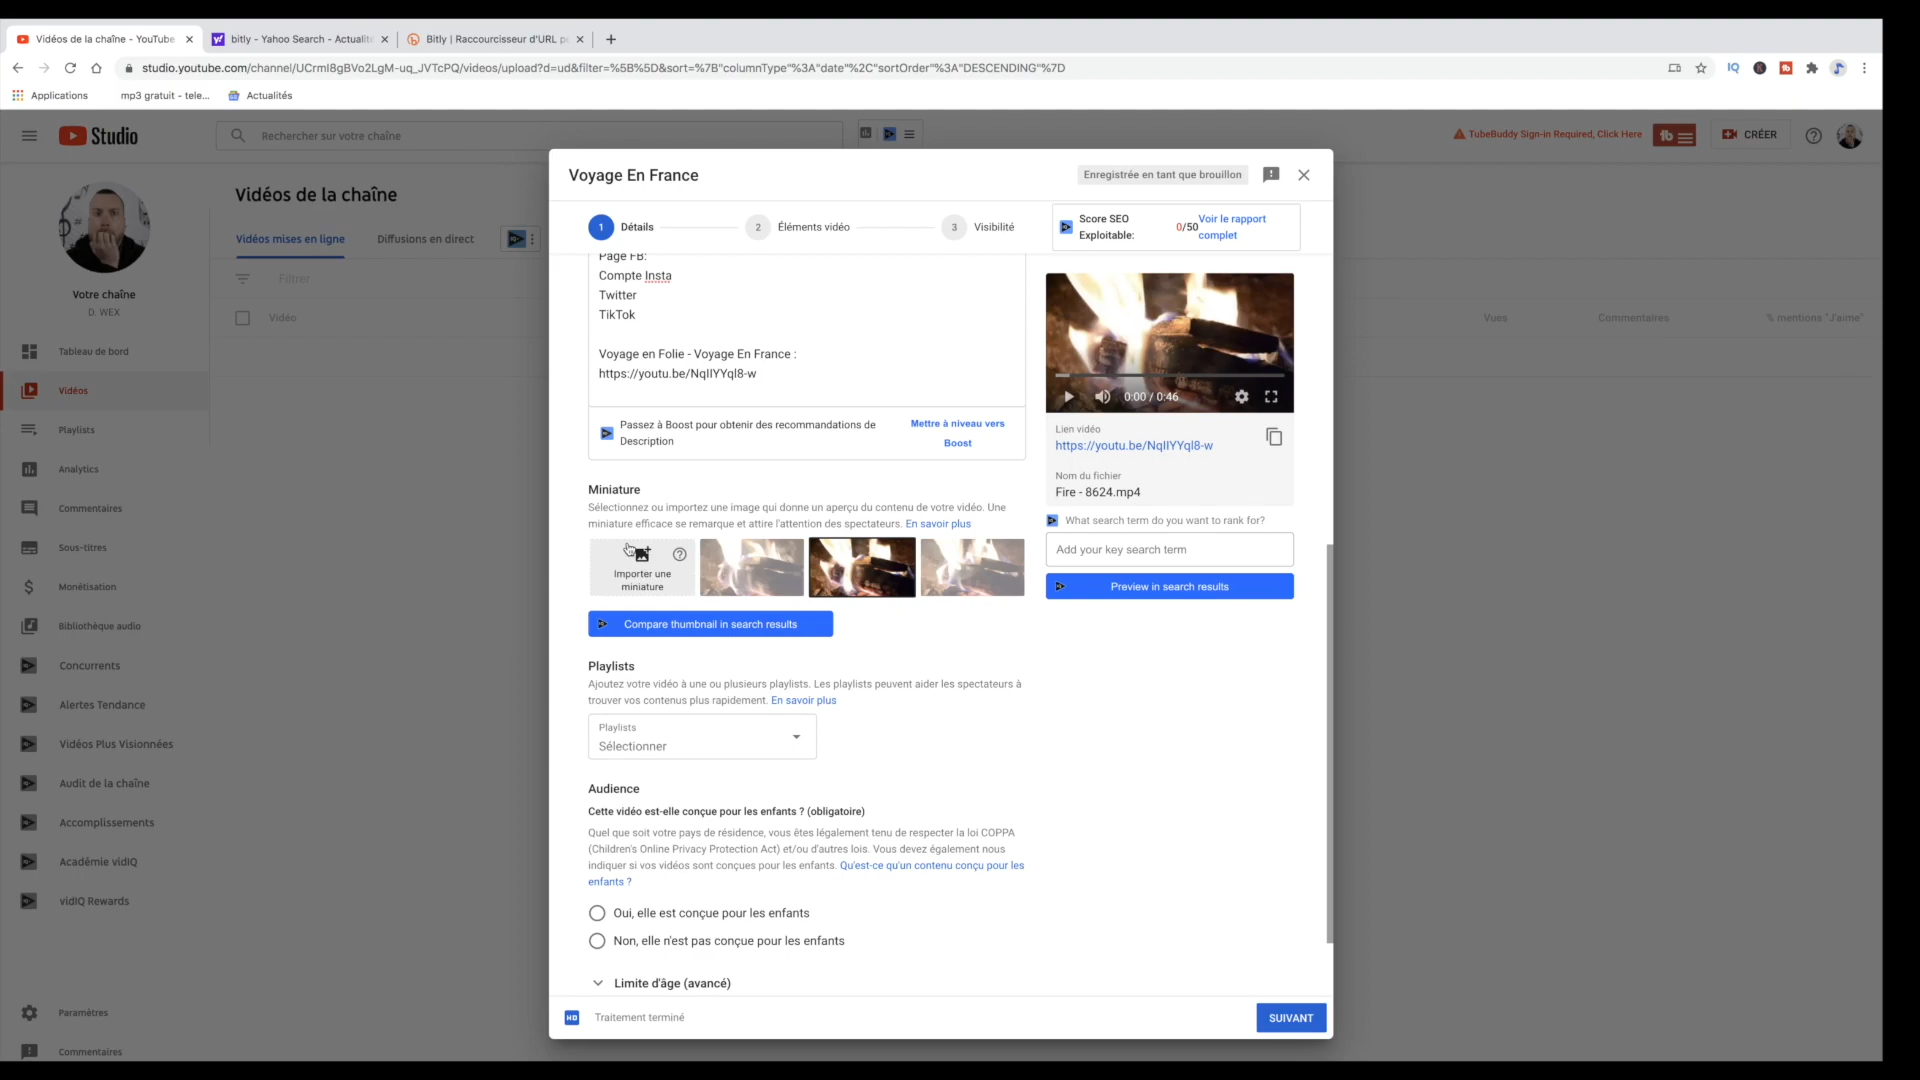 Vidéos de la chaîne - YouTube
bitly - Yahoo Search - Actualité
Bitly | Raccourcisseur d'URL pe
studio.youtube.com/channel/UCrmI8gBVo2LgM-uq_JVTcPQ/videos/upload?d=ud&filter=%5B%5D&sort=%7B"columnType"%3A"date"%2C"sortOrder"%3A"DESCENDING"%7D
IQ
Applications
mp3 gratuit - tele...
Actualités
Studio
Rechercher sur votre chaîne
TubeBuddy Sign-in Required, Click Here
CRÉER
Vidéos de la chaîne
Vidéos mises en ligne
Diffusions en direct
Filtrer
Vidéo
Vues
Commentaires
% mentions "J'aime"
Votre chaîne
D. WEX
Tableau de bord
Vidéos
Playlists
Analytics
Commentaires
Sous-titres
Monétisation
Bibliothèque audio
Concurrents
Alertes Tendance
Vidéos Plus Visionnées
Audit de la chaîne
Accomplissements
Académie vidIQ
vidIQ Rewards
Paramètres
Commentaires
Voyage En France
Enregistrée en tant que brouillon
1 Détails
2 Éléments vidéo
3 Visibilité
Score SEO Exploitable:
0/50
Voir le rapport complet
Page FB:
Compte Insta
Twitter
TikTok
Voyage en Folie - Voyage En France :
https://youtu.be/NqIIYYql8-w
Passez à Boost pour obtenir des recommandations de
Description
Mettre à niveau vers
Boost
0:00 / 0:46
Lien vidéo
https://youtu.be/NqIIYYql8-w
Nom du fichier
Fire - 8624.mp4
What search term do you want to rank for?
Add your key search term
Preview in search results
Miniature
Sélectionnez ou importez une image qui donne un aperçu du contenu de votre vidéo. Une
miniature efficace se remarque et attire l'attention des spectateurs. En savoir plus
Importer une
miniature
Compare thumbnail in search results
Playlists
Ajoutez votre vidéo à une ou plusieurs playlists. Les playlists peuvent aider les spectateurs à
trouver vos contenus plus rapidement. En savoir plus
Playlists
Sélectionner
Audience
Cette vidéo est-elle conçue pour les enfants ? (obligatoire)
Quel que soit votre pays de résidence, vous êtes légalement tenu de respecter la loi COPPA
(Children's Online Privacy Protection Act) et/ou d'autres lois. Vous devez également nous
indiquer si vos vidéos sont conçues pour les enfants. Qu'est-ce qu'un contenu conçu pour les
enfants ?
Oui, elle est conçue pour les enfants
Non, elle n'est pas conçue pour les enfants
Limite d'âge (avancé)
HD
Traitement terminé
SUIVANT